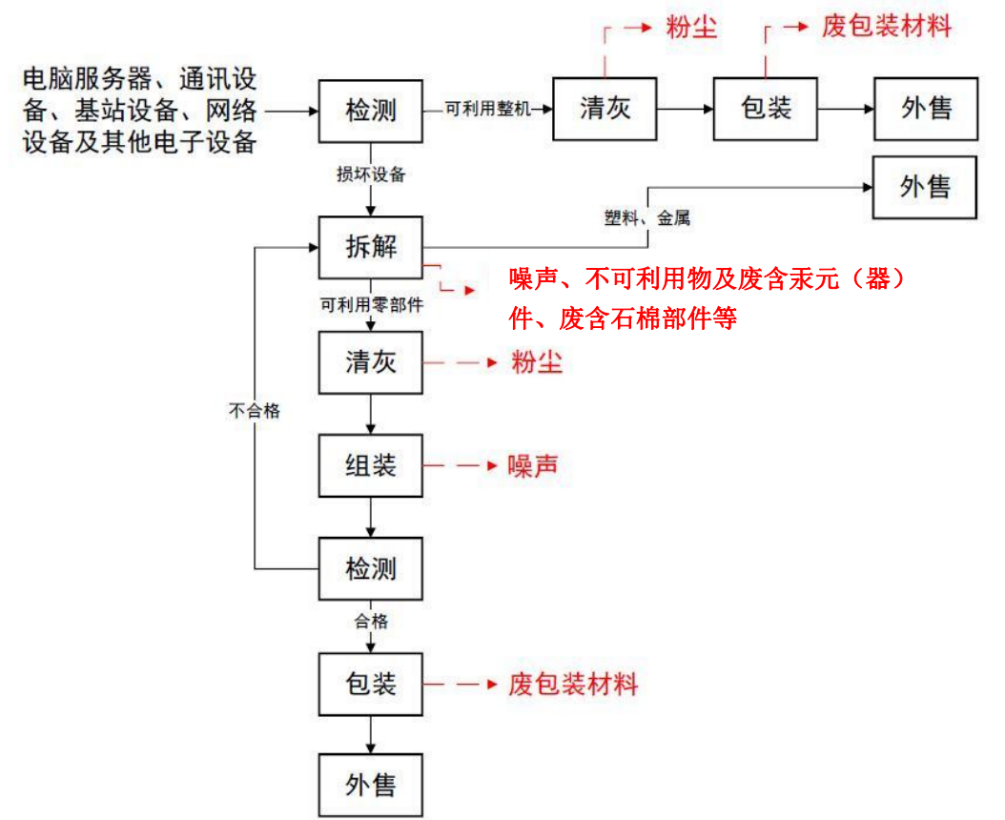 粉尘
废包装材料
电脑服务器、通讯设
备、基站设备、网络
设备及其他电子设备
检测
可利用整机
清灰
包装
外售
损坏设备
外售
塑料、金属
拆解
噪声、不可利用物及废含汞元（器）
件、废含石棉部件等
可利用零部件
清灰
粉尘
不合格
组装
噪声
检测
合格
包装
废包装材料
外售